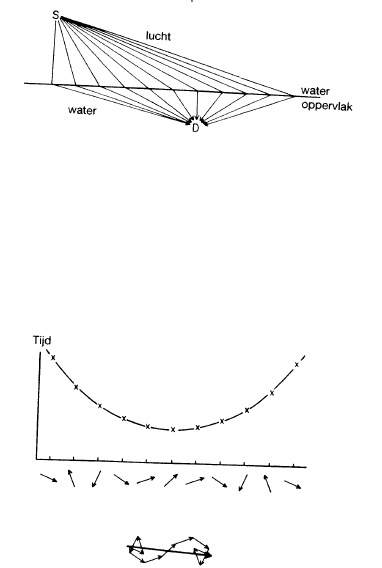 S
lucht
water
oppervlak
water
D
Tijd